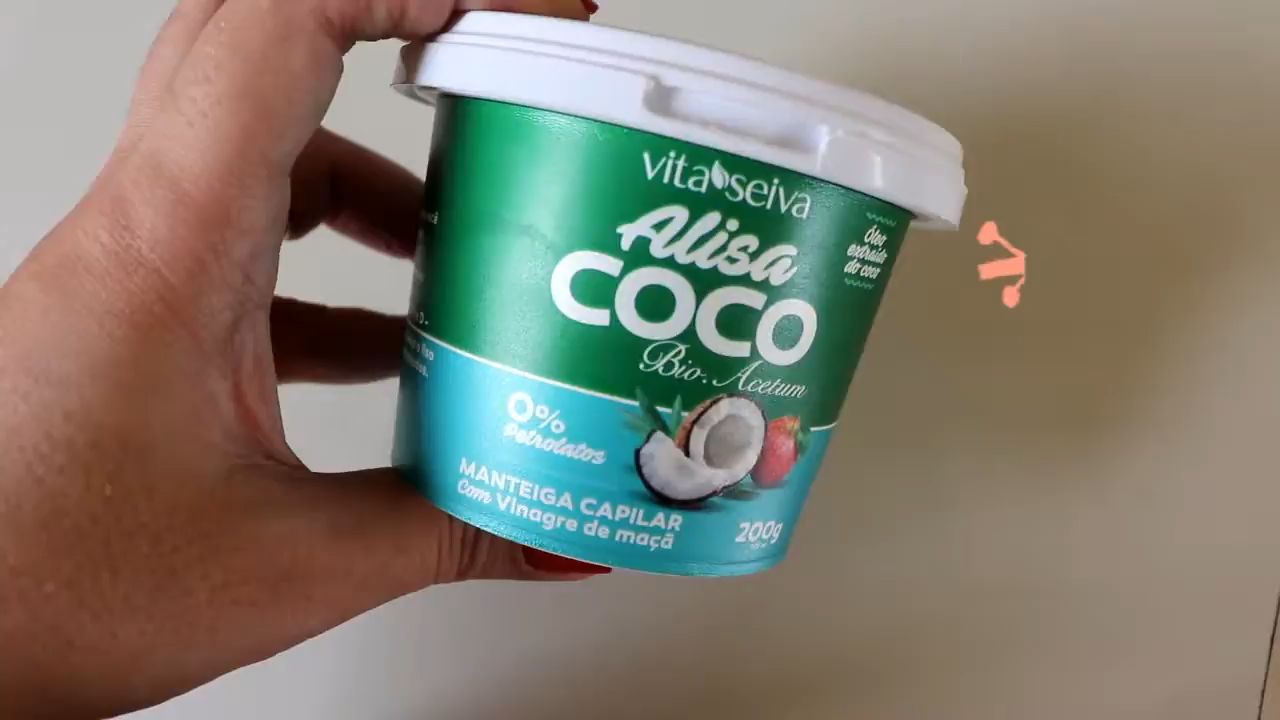 vita seiva
Alisa
COCO
Bio. Acetum
Óleo
extraído
do coco
0%
Petrolatos
MANTEIGA CAPILAR
Com Vinagre de maçã
200g